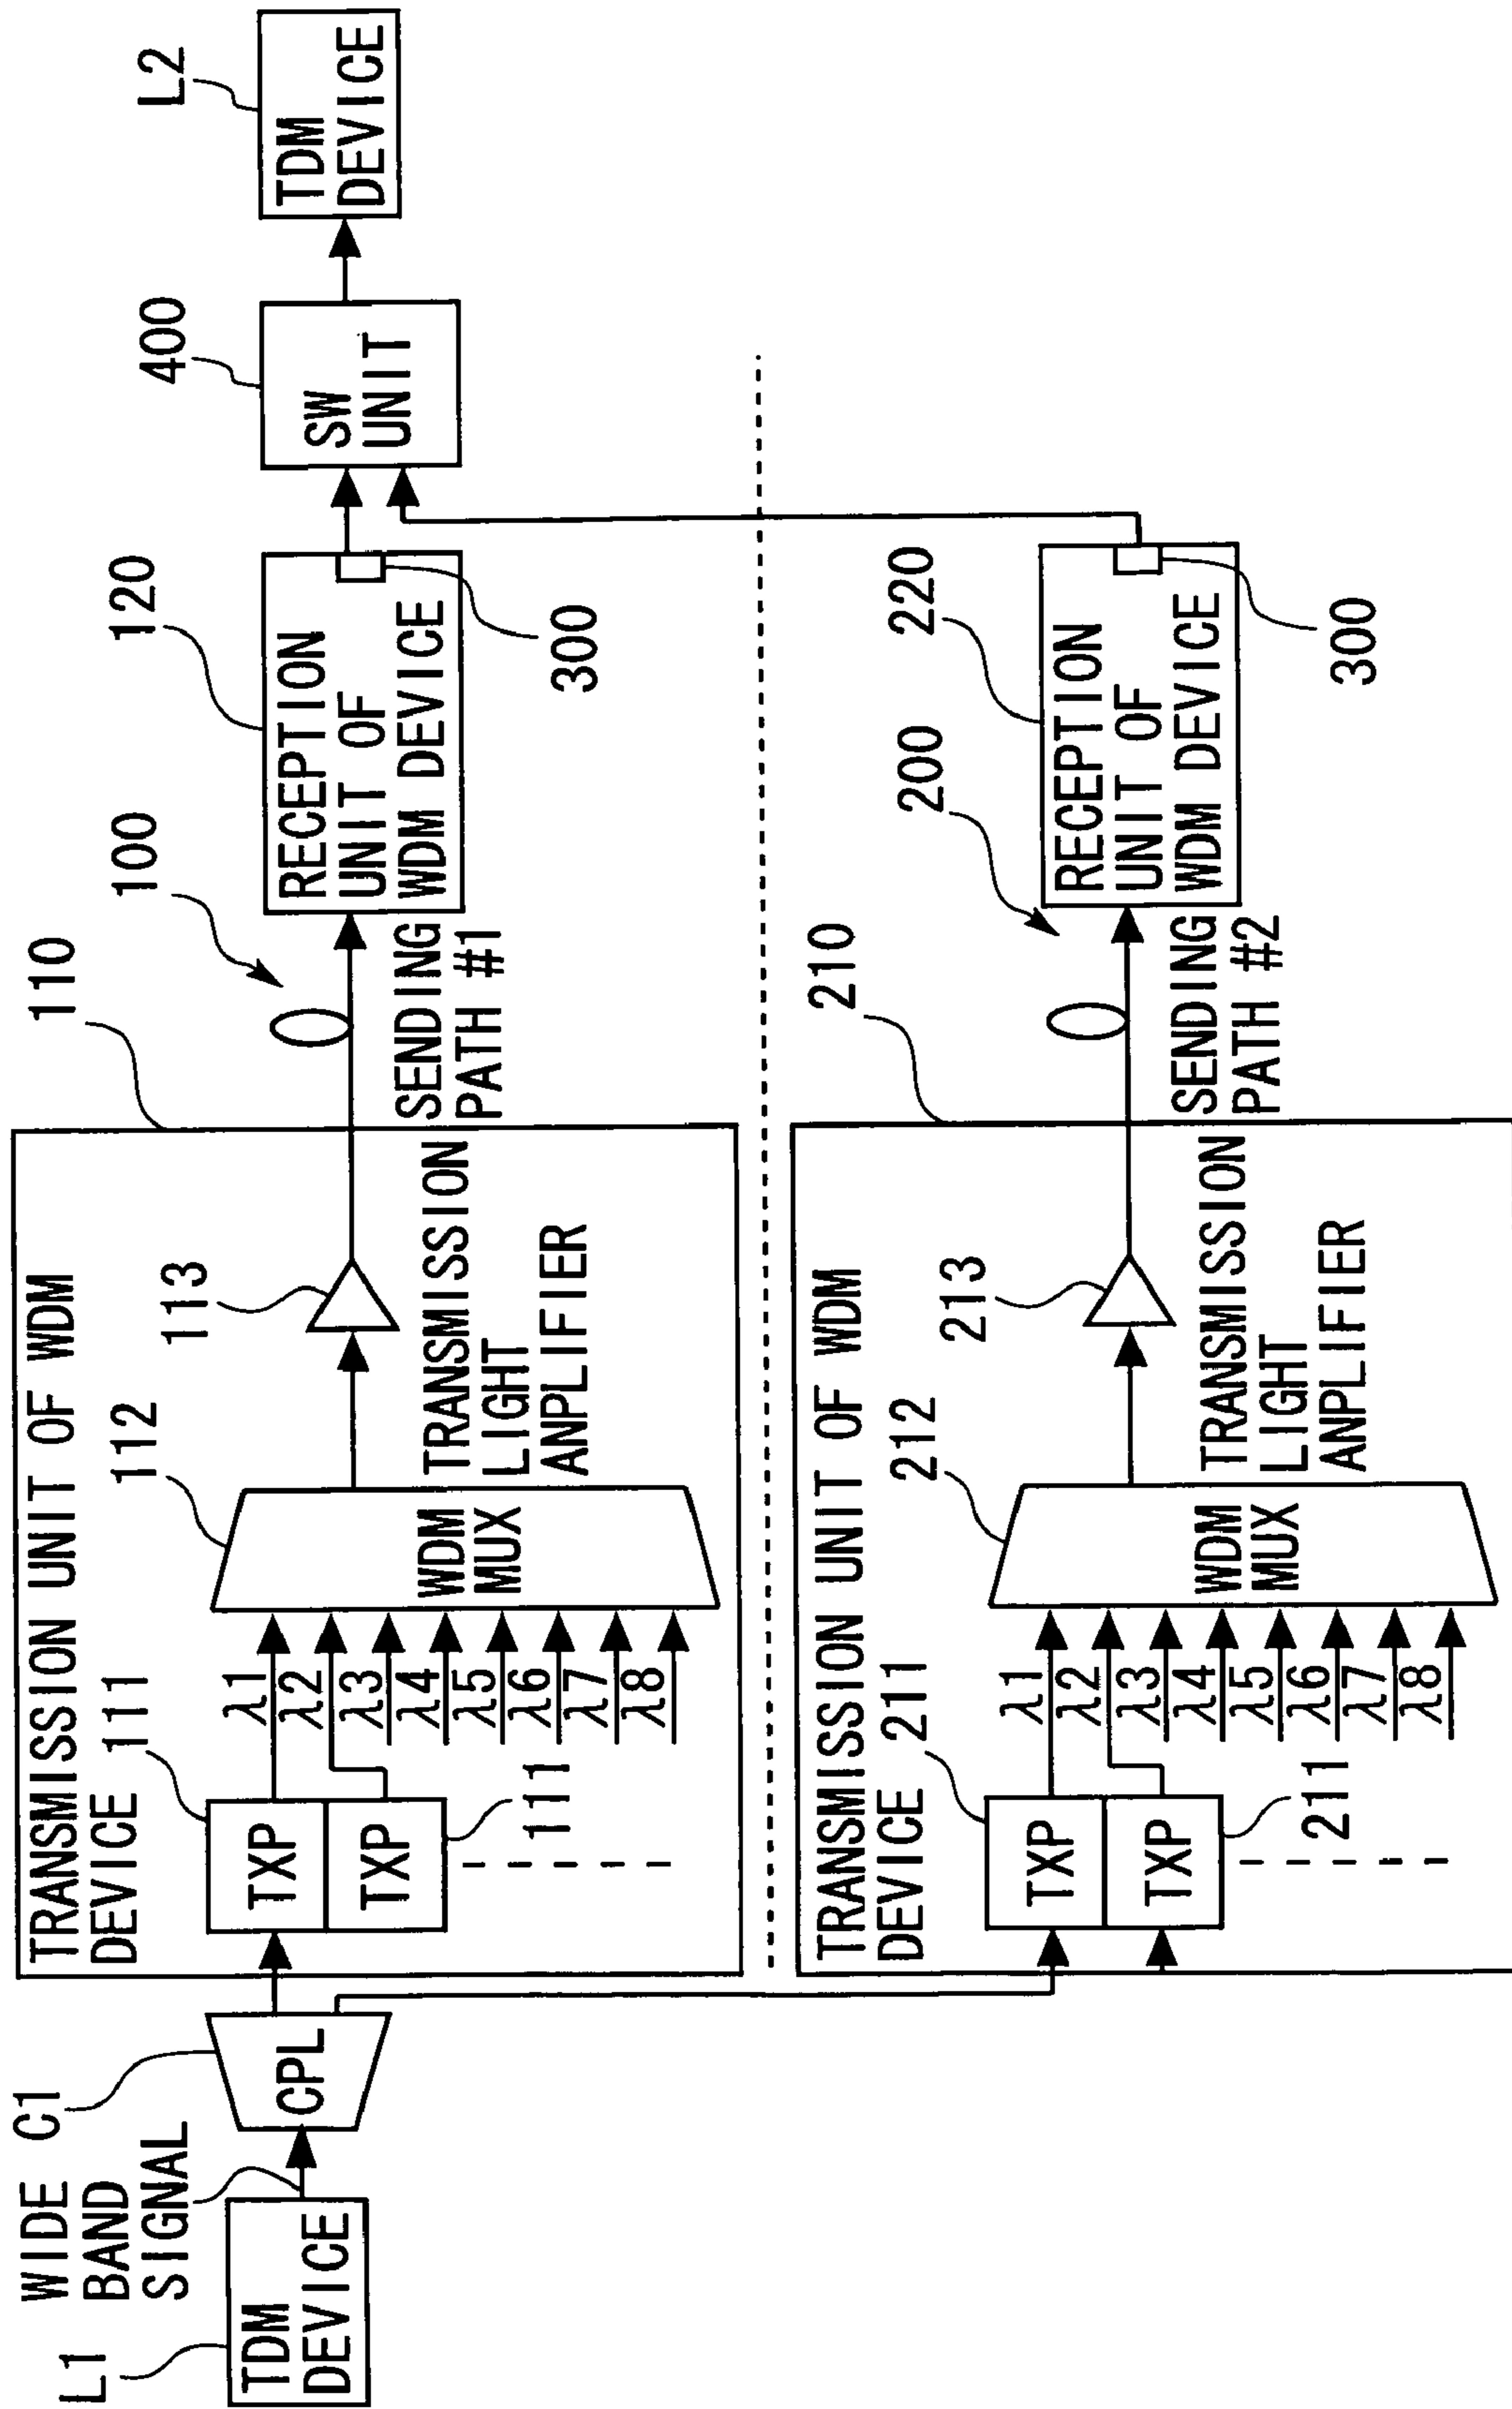 L1
TDM
DEVICE
WIDE
BAND
SIGNAL
C1
CPL
TRANSMISSION UNIT OF WDM
DEVICE
111
TXP
TXP
111
λ1
λ2
λ3
λ4
λ5
λ6
λ7
λ8
112
WDM
MUX
113
TRANSMISSION
LIGHT
ANPLIFIER
110
SENDING
PATH #1
100
120
RECEPTION
UNIT OF
WDM DEVICE
300
400
SW
UNIT
L2
TDM
DEVICE
TRANSMISSION UNIT OF WDM
DEVICE
211
TXP
TXP
211
λ1
λ2
λ3
λ4
λ5
λ6
λ7
λ8
212
WDM
MUX
213
TRANSMISSION
LIGHT
ANPLIFIER
210
SENDING
PATH #2
200
220
RECEPTION
UNIT OF
WDM DEVICE
300